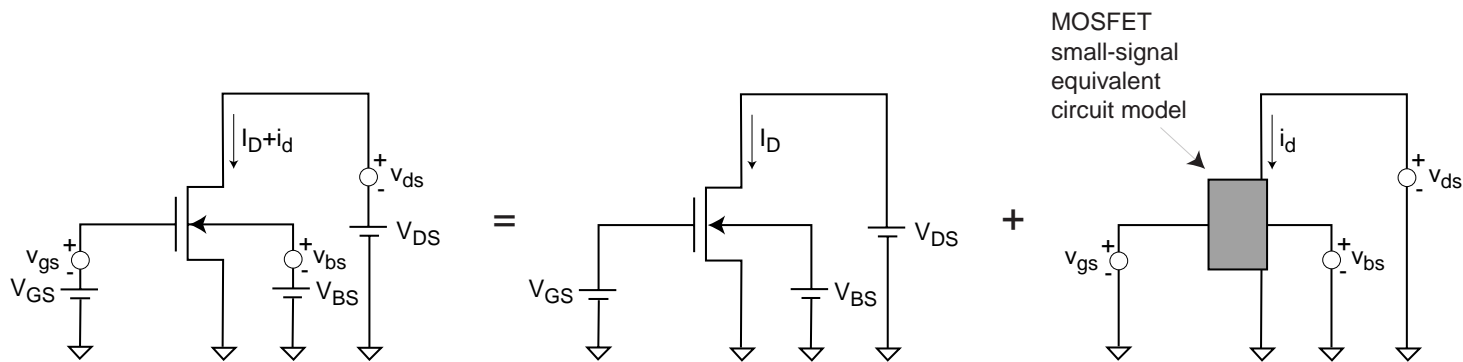 MOSFET
small-signal
equivalent
circuit model
I_D+i_d
+
-
v_ds
V_DS
+
-
v_gs
V_GS
+
-
v_bs
V_BS
=
I_D
V_DS
V_GS
V_BS
+
i_d
+
-
v_ds
+
-
v_gs
+
-
v_bs